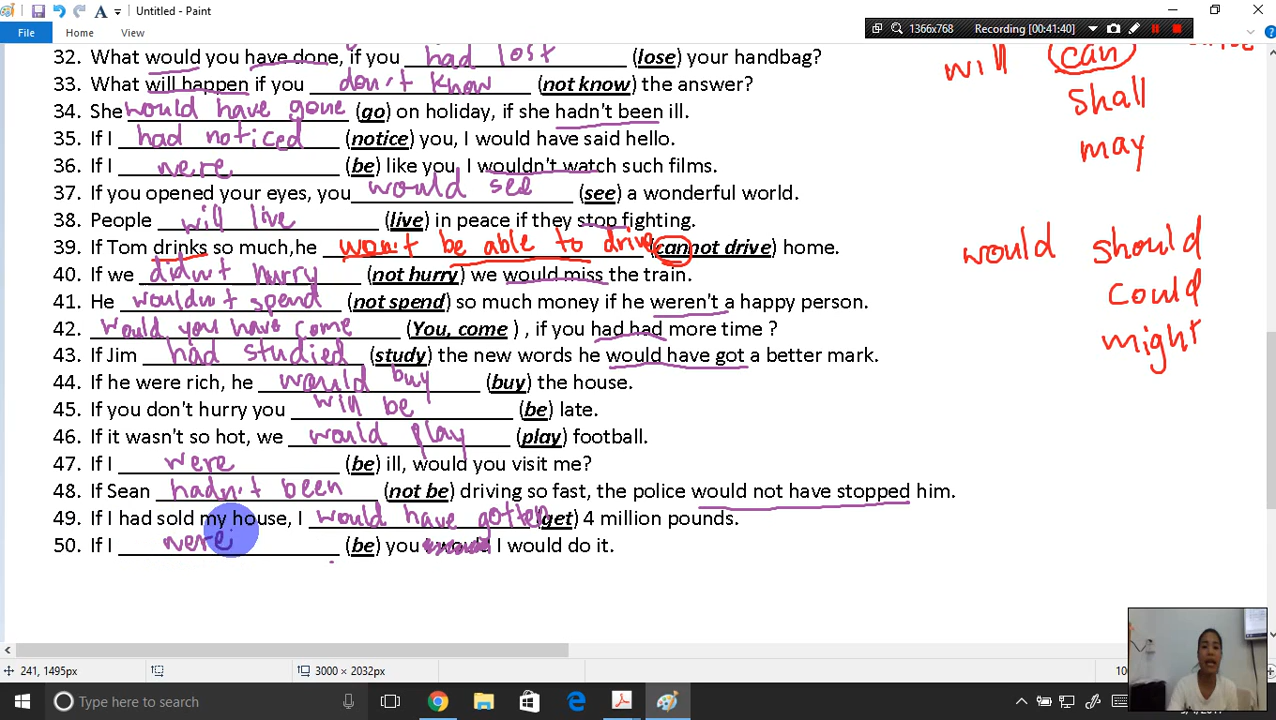 Untitled - Paint
File Home View
1366x768 Recording [00:41:40]
32. What would you have done, if you had lost (lose) your handbag?
33. What will happen if you don't know (not know) the answer?
34. She would have gone (go) on holiday, if she hadn't been ill.
35. If I had noticed (notice) you, I would have said hello.
36. If I were (be) like you, I wouldn't watch such films.
37. If you opened your eyes, you would see (see) a wonderful world.
38. People will live (live) in peace if they stop fighting.
39. If Tom drinks so much,he won't be able to drive (cannot drive) home.
40. If we didn't hurry (not hurry) we would miss the train.
41. He wouldn't spend (not spend) so much money if he weren't a happy person.
42. Would you have come (You, come ) , if you had had more time ?
43. If Jim had studied (study) the new words he would have got a better mark.
44. If he were rich, he would buy (buy) the house.
45. If you don't hurry you will be (be) late.
46. If it wasn't so hot, we would play (play) football.
47. If I were (be) ill, would you visit me?
48. If Sean hadn't been (not be) driving so fast, the police would not have stopped him.
49. If I had sold my house, I would have gotten (get) 4 million pounds.
50. If I were (be) you I would do it.
will can
shall
may
would should
could
might
241, 1495px 3000 × 2032px
Type here to search